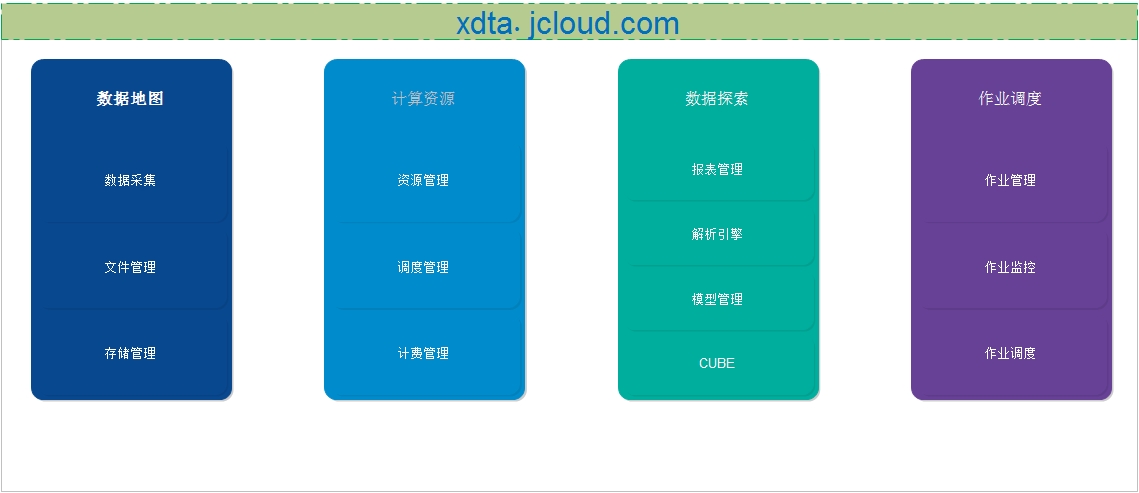 xdta. jcloud.com
数据地图
数据采集
文件管理
存储管理
计算资源
资源管理
调度管理
计费管理
数据探索
报表管理
解析引擎
模型管理
CUBE
作业调度
作业管理
作业监控
作业调度